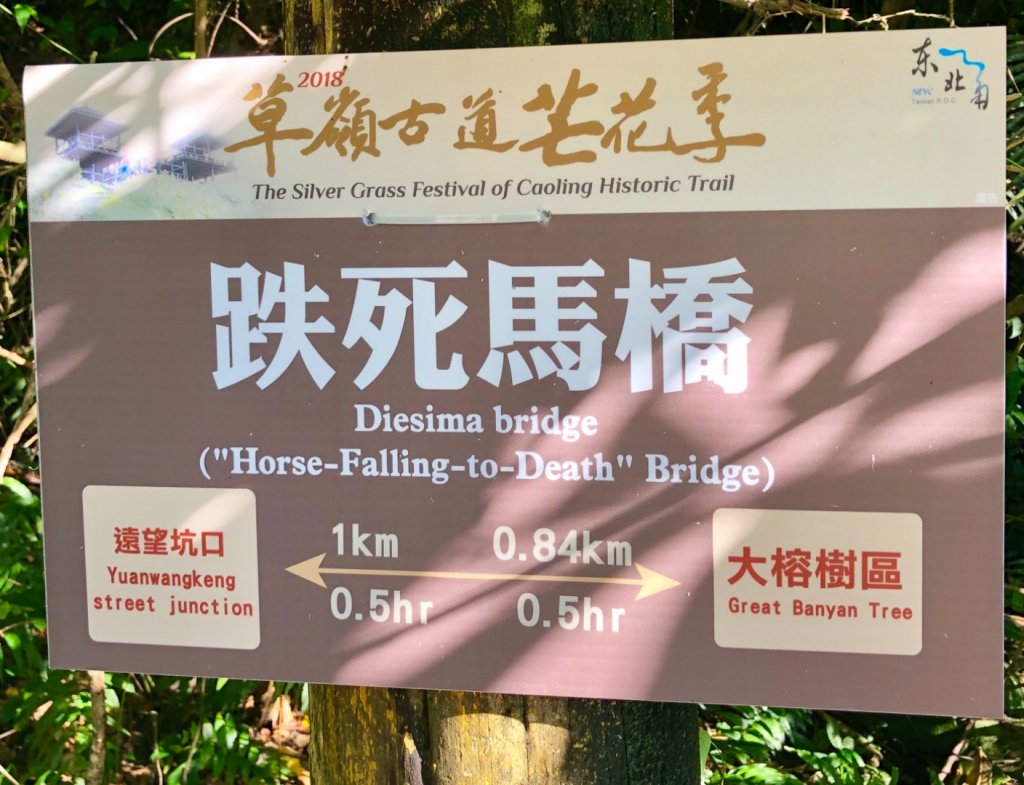 2018
草嶺古道芒花季
The Silver Grass Festival of Caoling Historic Trail
东北角
NEYC
Taiwan R.O.C.
跌死馬橋
Diesima bridge
("Horse-Falling-to-Death" Bridge)
遠望坑口
Yuanwangkeng
street junction
1km
0.5hr
0.84km
0.5hr
大榕樹區
Great Banyan Tree